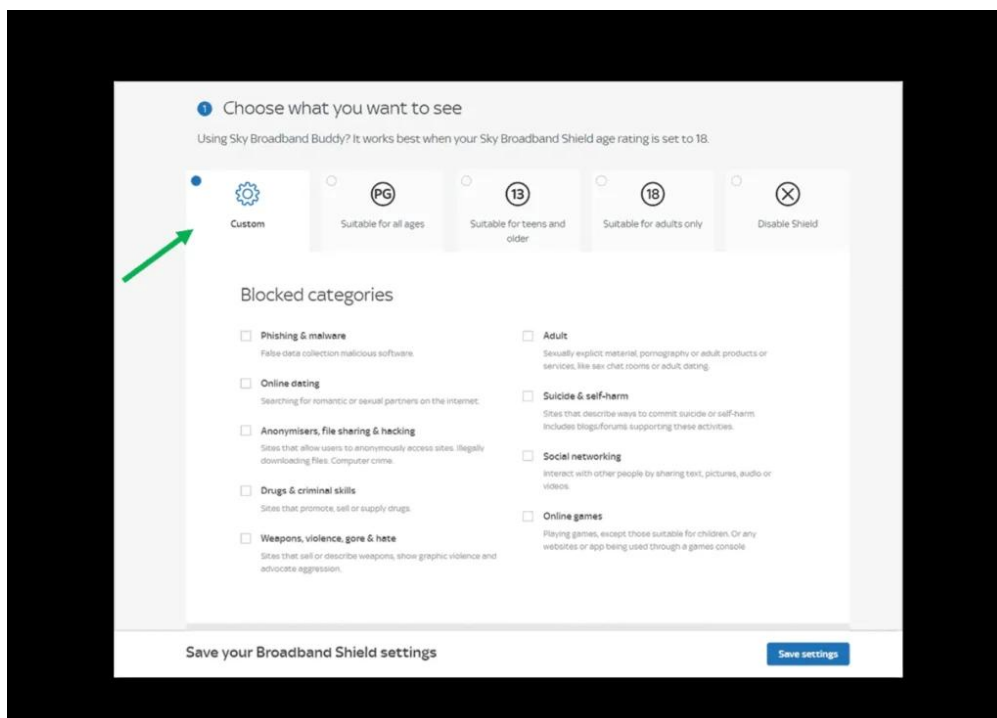 1 Choose what you want to see
Using Sky Broadband Buddy? It works best when your Sky Broadband Shield age rating is set to 18.
Custom
PG
Suitable for all ages
13
Suitable for teens and
older
18
Suitable for adults only
Disable Shield
Blocked categories
Phishing & malware
False data collection malicious software.
Online dating
Searching for romantic or sexual partners on the internet.
Anonymisers, file sharing & hacking
Sites that allow users to anonymously access sites. Illegally
downloading files. Computer crime.
Drugs & criminal skills
Sites that promote, sell or supply drugs.
Weapons, violence, gore & hate
Sites that sell or describe weapons, show graphic violence and
advocate aggression.
Adult
Sexually explicit material, pornography or adult products or
services, like sex chat rooms or adult dating.
Suicide & self-harm
Sites that describe ways to commit suicide or self-harm.
Includes blogs/forums supporting these activities.
Social networking
Interact with other people by sharing text, pictures, audio or
videos.
Online games
Playing games, except those suitable for children. Or any
websites or app being used through a games console
Save your Broadband Shield settings
Save settings